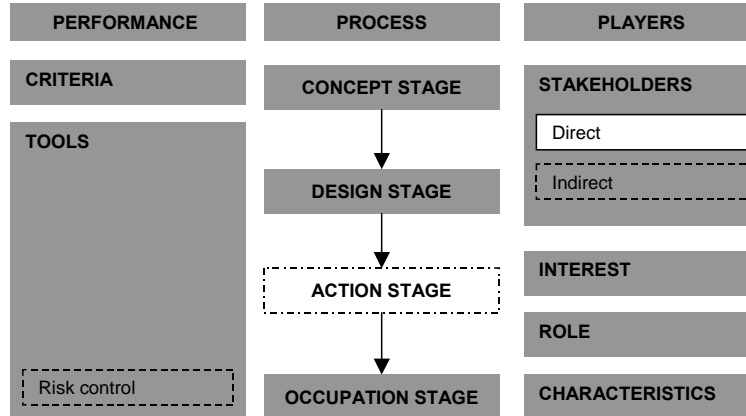 PERFORMANCE
PROCESS
PLAYERS
CRITERIA
TOOLS
Risk control
CONCEPT STAGE
DESIGN STAGE
ACTION STAGE
OCCUPATION STAGE
STAKEHOLDERS
Direct
Indirect
INTEREST
ROLE
CHARACTERISTICS